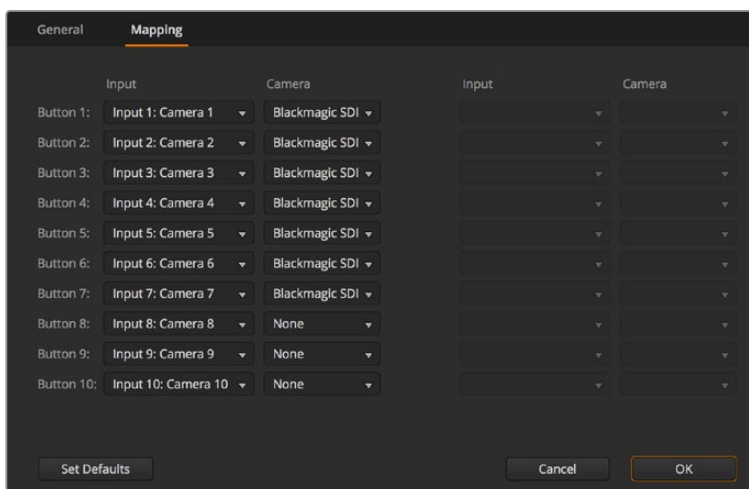 General Mapping
Input Camera Input Camera
Button 1: Input 1: Camera 1 Blackmagic SDI
Button 2: Input 2: Camera 2 Blackmagic SDI
Button 3: Input 3: Camera 3 Blackmagic SDI
Button 4: Input 4: Camera 4 Blackmagic SDI
Button 5: Input 5: Camera 5 Blackmagic SDI
Button 6: Input 6: Camera 6 Blackmagic SDI
Button 7: Input 7: Camera 7 Blackmagic SDI
Button 8: Input 8: Camera 8 None
Button 9: Input 9: Camera 9 None
Button 10: Input 10: Camera 10 None
Set Defaults Cancel OK